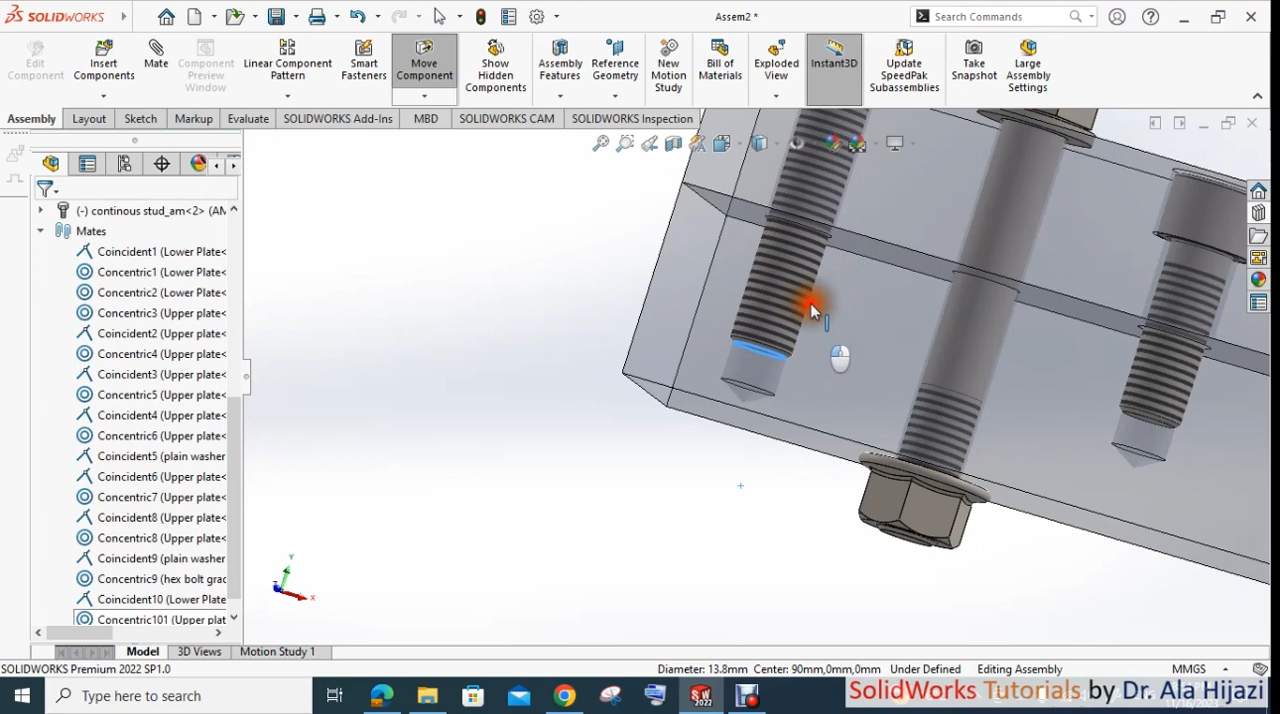 SOLIDWORKS
Assem2 *
Search Commands
Edit Component
Insert Components
Mate
Component Preview Window
Linear Component Pattern
Smart Fasteners
Move Component
Show Hidden Components
Assembly Features
Reference Geometry
New Motion Study
Bill of Materials
Exploded View
Instant3D
Update SpeedPak Subassemblies
Take Snapshot
Large Assembly Settings
Assembly
Layout
Sketch
Markup
Evaluate
SOLIDWORKS Add-Ins
MBD
SOLIDWORKS CAM
SOLIDWORKS Inspection
(-) continous stud_am<2> (AM
Mates
Coincident1 (Lower Plate<
Concentric1 (Lower Plate<
Concentric2 (Lower Plate<
Concentric3 (Upper plate<
Coincident2 (Upper plate<
Concentric4 (Upper plate<
Coincident3 (Upper plate<
Concentric5 (Upper plate<
Coincident4 (Upper plate<
Concentric6 (Upper plate<
Coincident5 (plain washer
Coincident6 (Upper plate<
Concentric7 (Upper plate<
Coincident8 (Upper plate<
Concentric8 (Upper plate<
Coincident9 (plain washer
Concentric9 (hex bolt grad
Coincident10 (Lower Plate
Concentric101 (Upper plat
Y
X
Z
Model
3D Views
Motion Study 1
SOLIDWORKS Premium 2022 SP1.0
Diameter: 13.8mm Center: 90mm,0mm,0mm
Under Defined
Editing Assembly
MMGS
Type here to search
SW
2022
SolidWorks Tutorials by Dr. Ala Hijazi